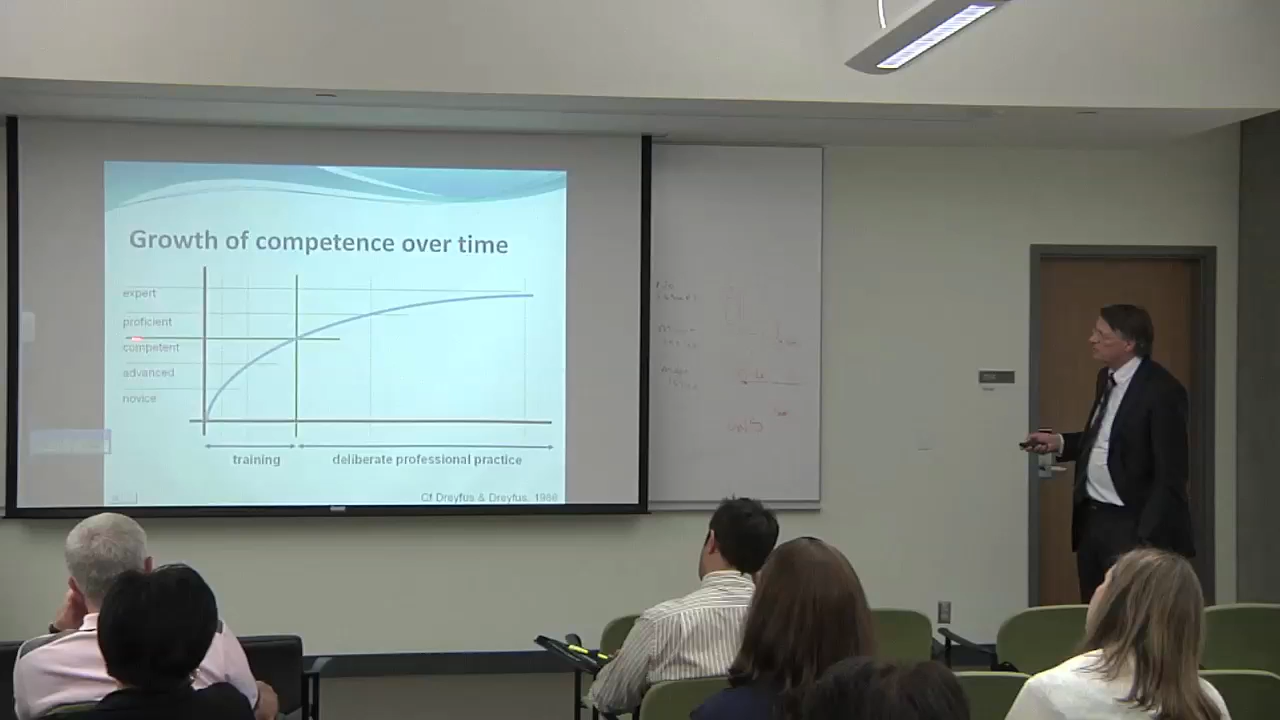 Growth of competence over time
expert
proficient
competent
advanced
novice
training
deliberate professional practice
Cf Dreyfus & Dreyfus, 1986